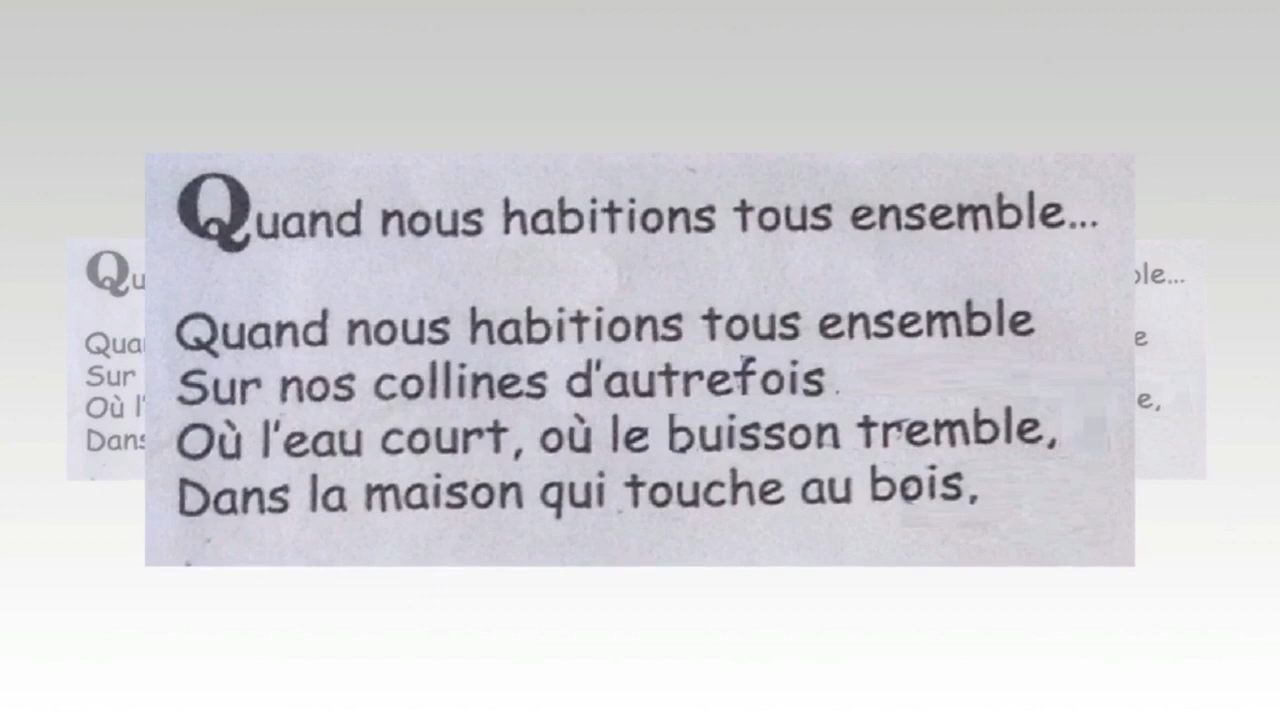 Quand nous habitions tous ensemble...
Quand nous habitions tous ensemble
Sur nos collines d'autrefois.
Où l'eau court, où le buisson tremble,
Dans la maison qui touche au bois.